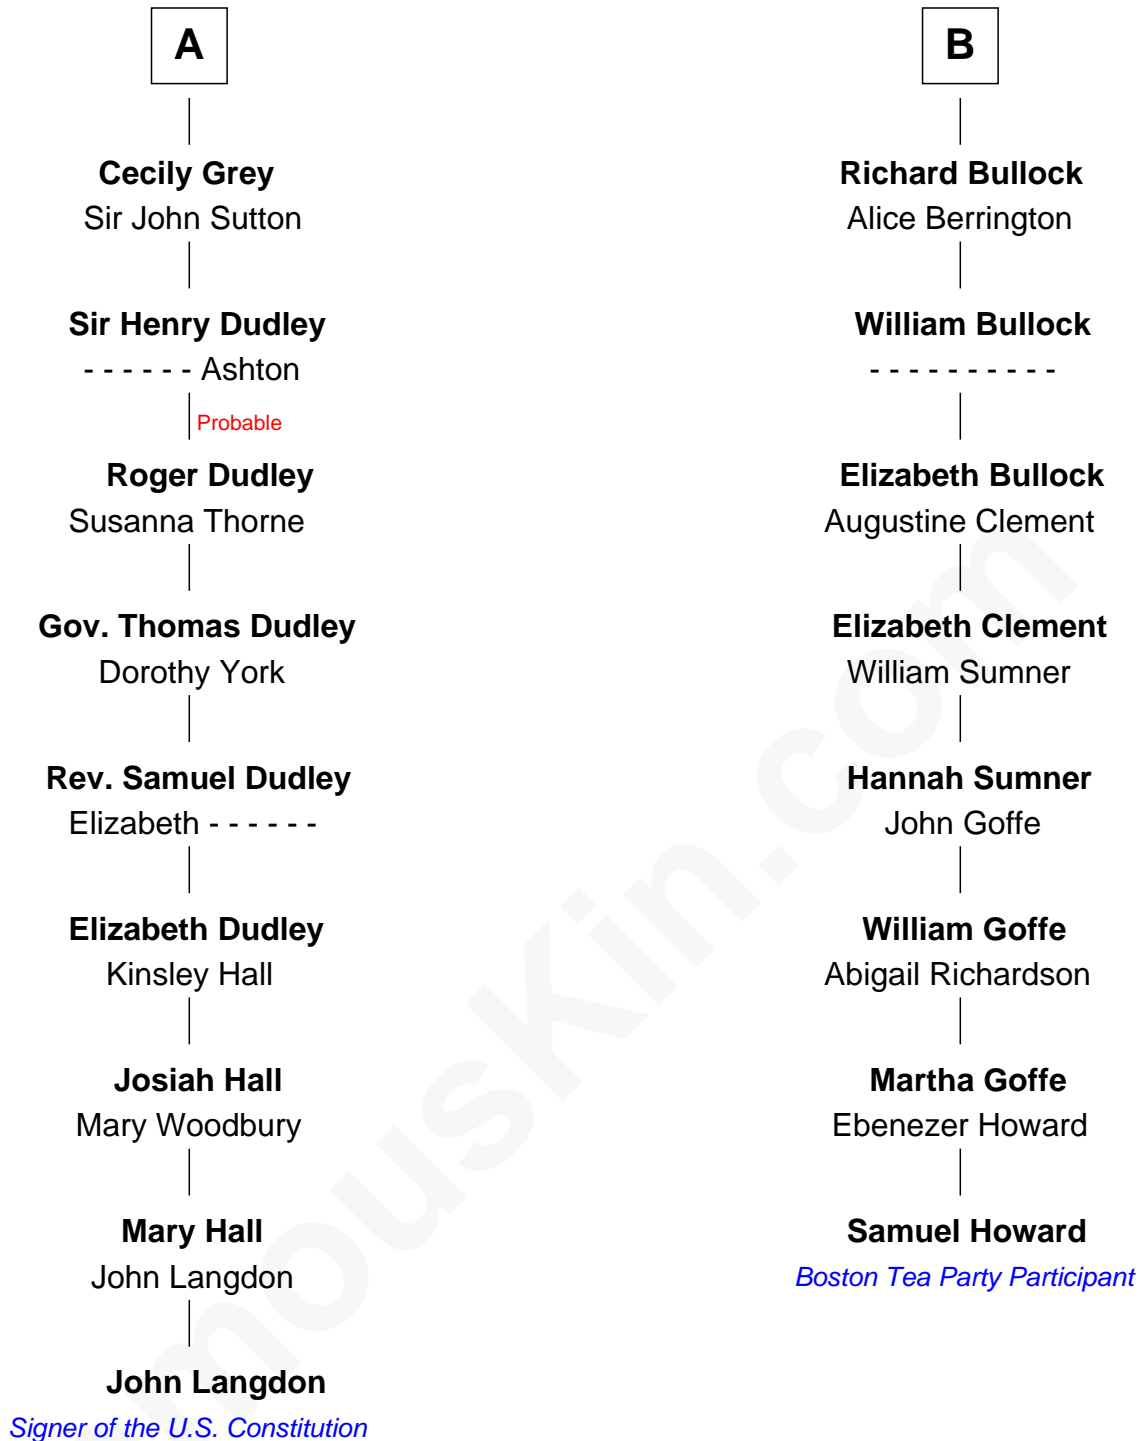 A
Cecily Grey
Sir John Sutton
Sir Henry Dudley
- - - - - - Ashton
Probable
Roger Dudley
Susanna Thorne
Gov. Thomas Dudley
Dorothy York
Rev. Samuel Dudley
Elizabeth - - - - - -
Elizabeth Dudley
Kinsley Hall
Josiah Hall
Mary Woodbury
Mary Hall
John Langdon
John Langdon
Signer of the U.S. Constitution
B
Richard Bullock
Alice Berrington
William Bullock
- - - - - - - - - -
Elizabeth Bullock
Augustine Clement
Elizabeth Clement
William Sumner
Hannah Sumner
John Goffe
William Goffe
Abigail Richardson
Martha Goffe
Ebenezer Howard
Samuel Howard
Boston Tea Party Participant
mousKin.com